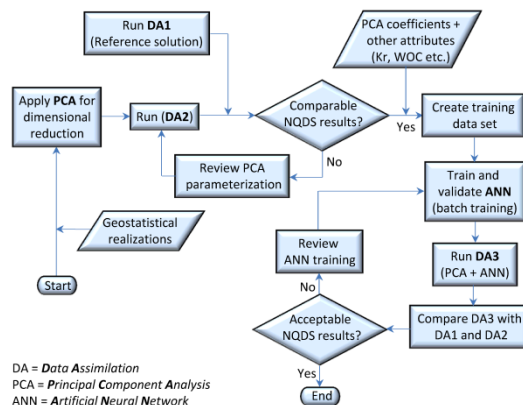 Run DA1
(Reference solution)
PCA coefficients +
other attributes
(Kr, WOC etc.)
Apply PCA for
dimensional
reduction
Run (DA2)
Comparable
NQDS results?
Yes
Create training
data set
No
Review PCA
parameterization
Train and
validate ANN
(batch training)
Geostatistical
realizations
Review
ANN training
Run DA3
(PCA + ANN)
Start
No
Acceptable
NQDS results?
Compare DA3 with
DA1 and DA2
Yes
End
DA = Data Assimilation
PCA = Principal Component Analysis
ANN = Artificial Neural Network